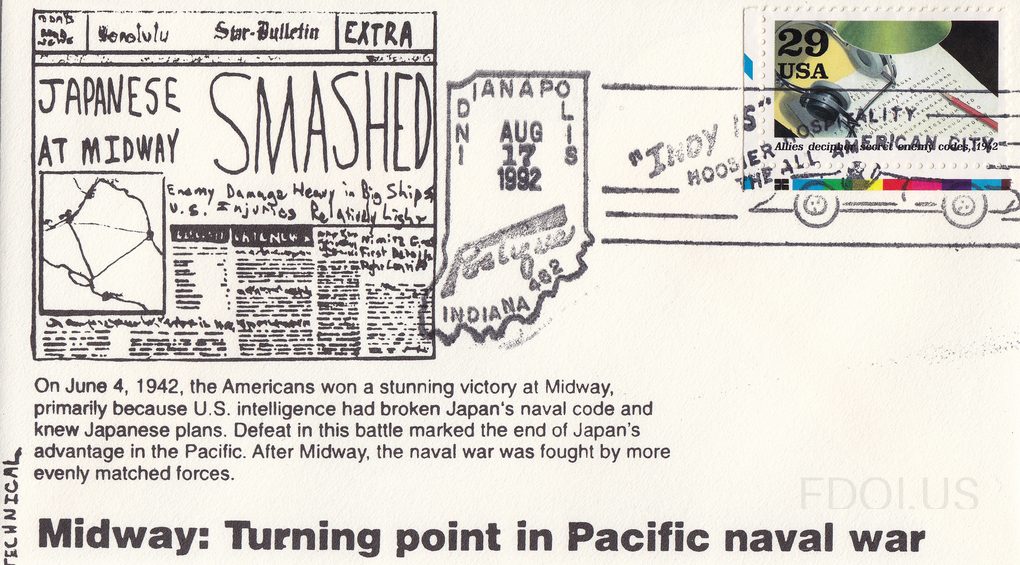 Honolulu Star-Bulletin EXTRA
JAPANESE SMASHED
AT MIDWAY
Enemy Damage Heavy in Big Ships
U.S. Injuries Relatively Light
INDIANAPOLIS
AUG
17
1992
INDIANA 462
"INDY IS"
HOOSIER HOSPITALITY
THE ALL AMERICAN CITY
29
USA
Allies decipher secret enemy codes, 1942
On June 4, 1942, the Americans won a stunning victory at Midway,
primarily because U.S. intelligence had broken Japan's naval code and
knew Japanese plans. Defeat in this battle marked the end of Japan's
advantage in the Pacific. After Midway, the naval war was fought by more
evenly matched forces.
FDOI.US
TECHNICAL
Midway: Turning point in Pacific naval war